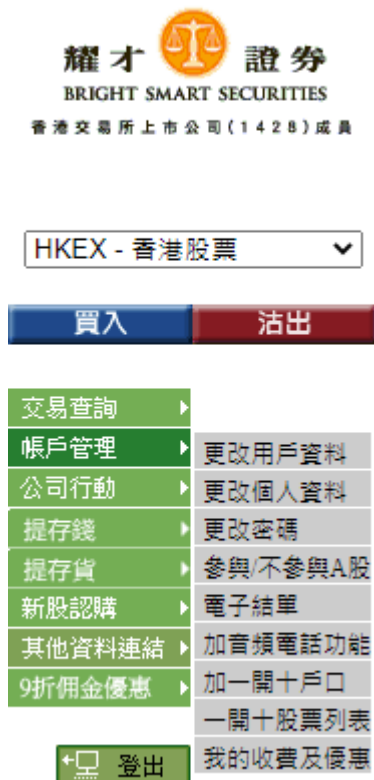 耀才 證券
BRIGHT SMART SECURITIES
香港交易所上市公司(1428)成員
HKEX - 香港股票
買入 沽出
交易查詢
帳戶管理 更改用戶資料
公司行動 更改個人資料
提存錢 更改密碼
提存貨 參與/不參與A股
新股認購 電子結單
其他資料連結 加音頻電話功能
9折佣金優惠 加一開十戶口
一開十股票列表
登出 我的收費及優惠